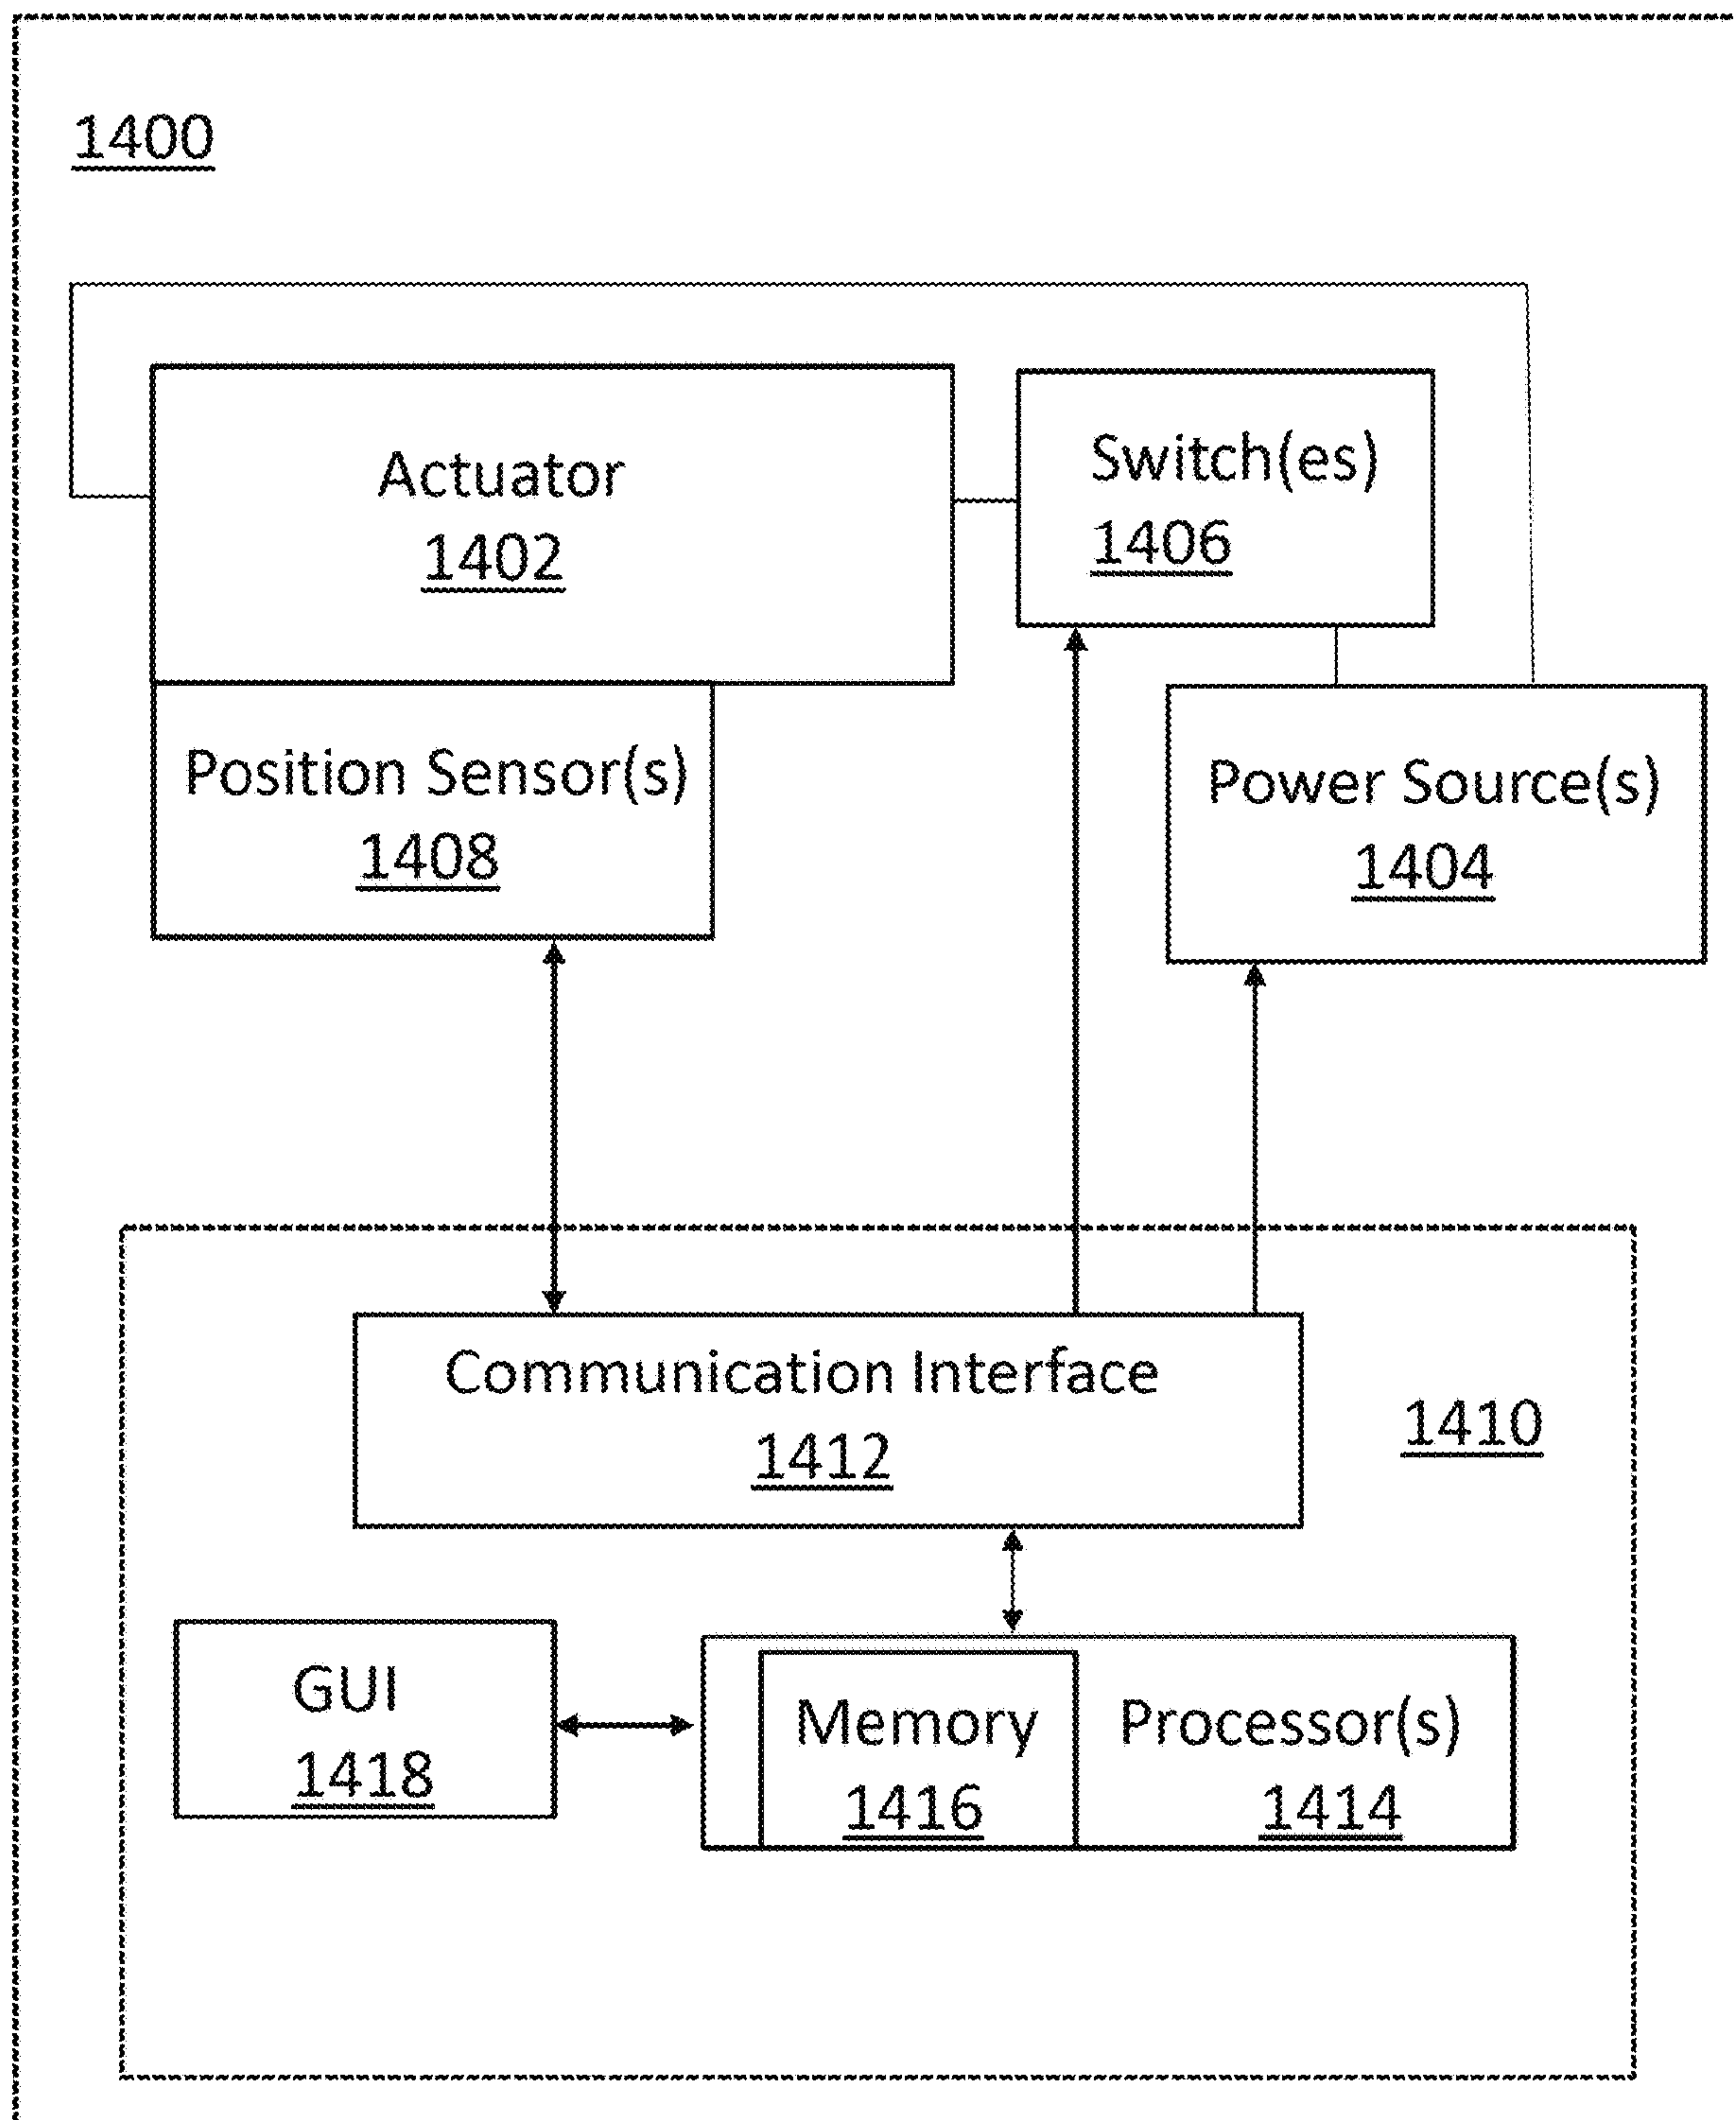 1400
Actuator
1402
Switch(es)
1406
Position Sensor(s)
1408
Power Source(s)
1404
Communication Interface
1412
1410
GUI
1418
Memory
1416
Processor(s)
1414